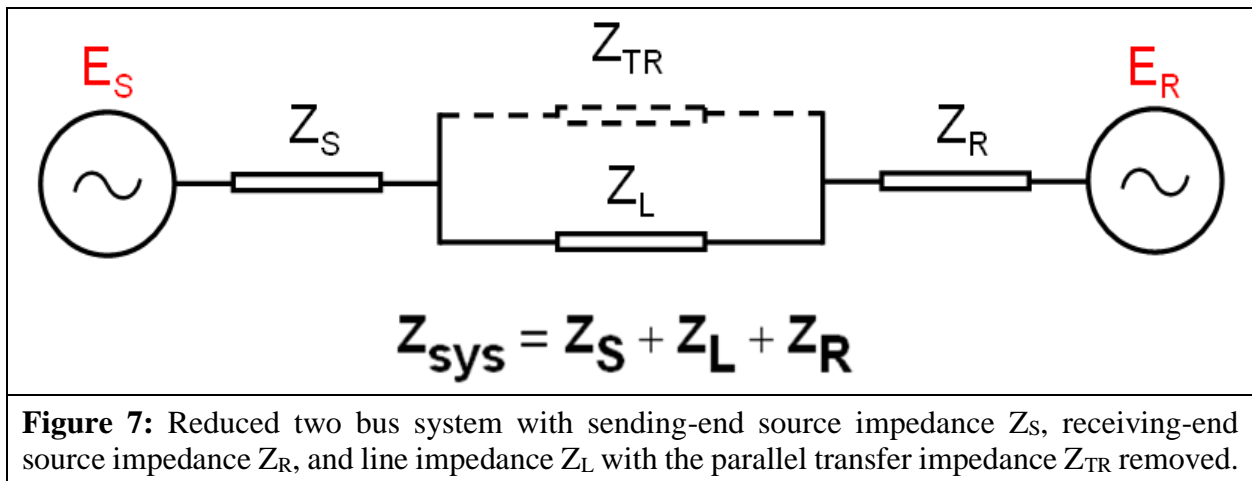 E_S
Z_TR
E_R
Z_S
Z_R
Z_L
Z_sys = Z_S + Z_L + Z_R
Figure 7: Reduced two bus system with sending-end source impedance Z_S, receiving-end
source impedance Z_R, and line impedance Z_L with the parallel transfer impedance Z_TR removed.